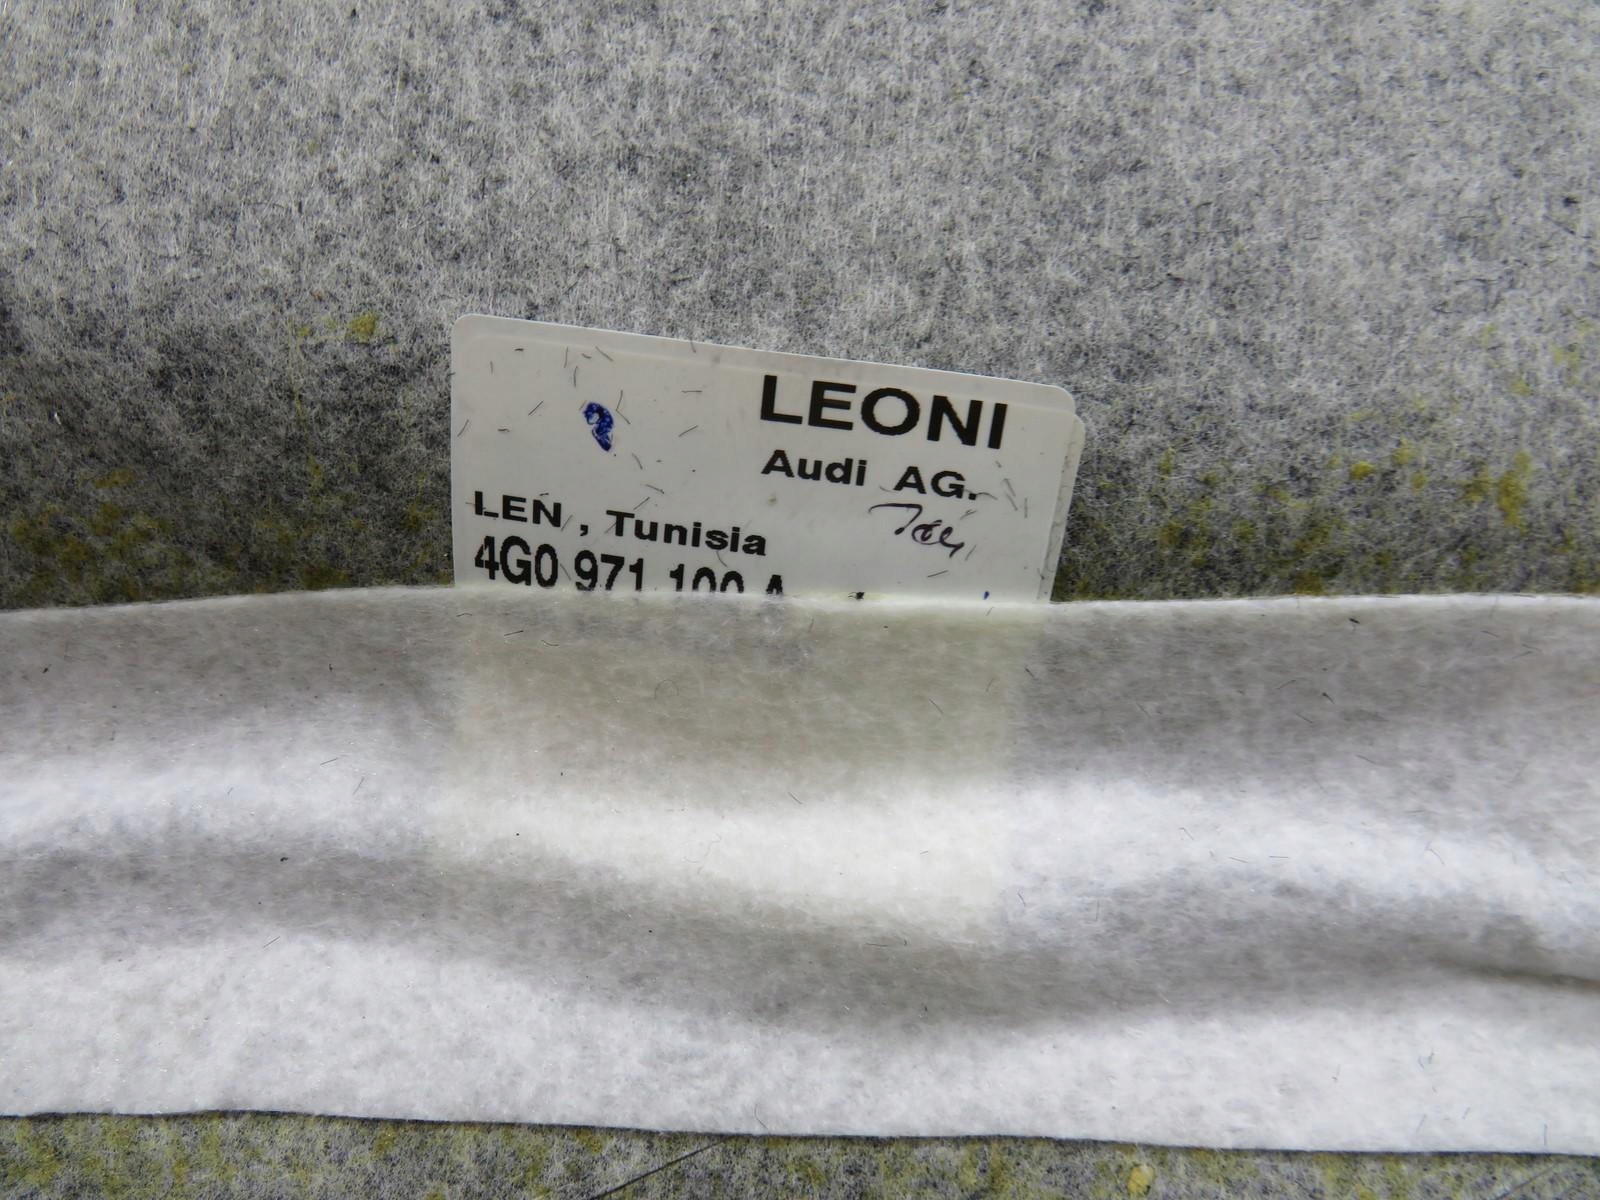 LEONI
Audi AG.
LEN , Tunisia
4G0 971 100 A